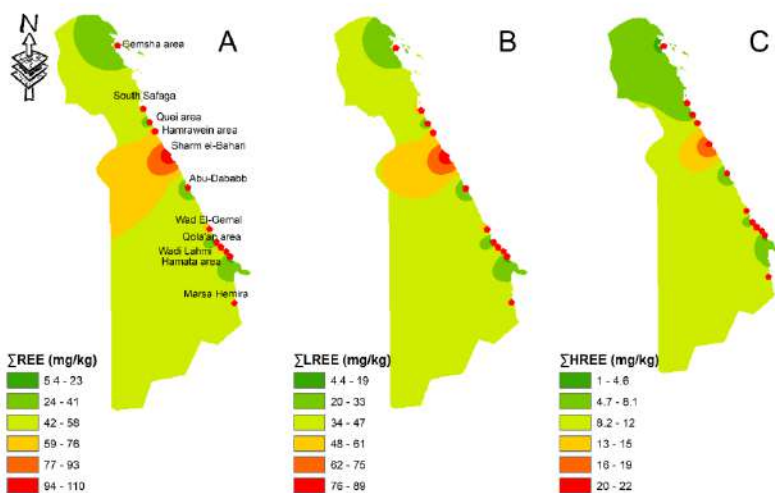 N
A
B
C
Gemsha area
South Safaga
Quei area
Hamrawein area
Sharm el-Bahari
Abu-Dababb
Wad El-Gemal
Qola'an area
Wadi Lahmi
Hamata area
Marsa Hemira
∑REE (mg/kg)
5.4 - 23
24 - 41
42 - 58
59 - 76
77 - 93
94 - 110
∑LREE (mg/kg)
4.4 - 19
20 - 33
34 - 47
48 - 61
62 - 75
76 - 89
∑HREE (mg/kg)
1 - 4.6
4.7 - 8.1
8.2 - 12
13 - 15
16 - 19
20 - 22